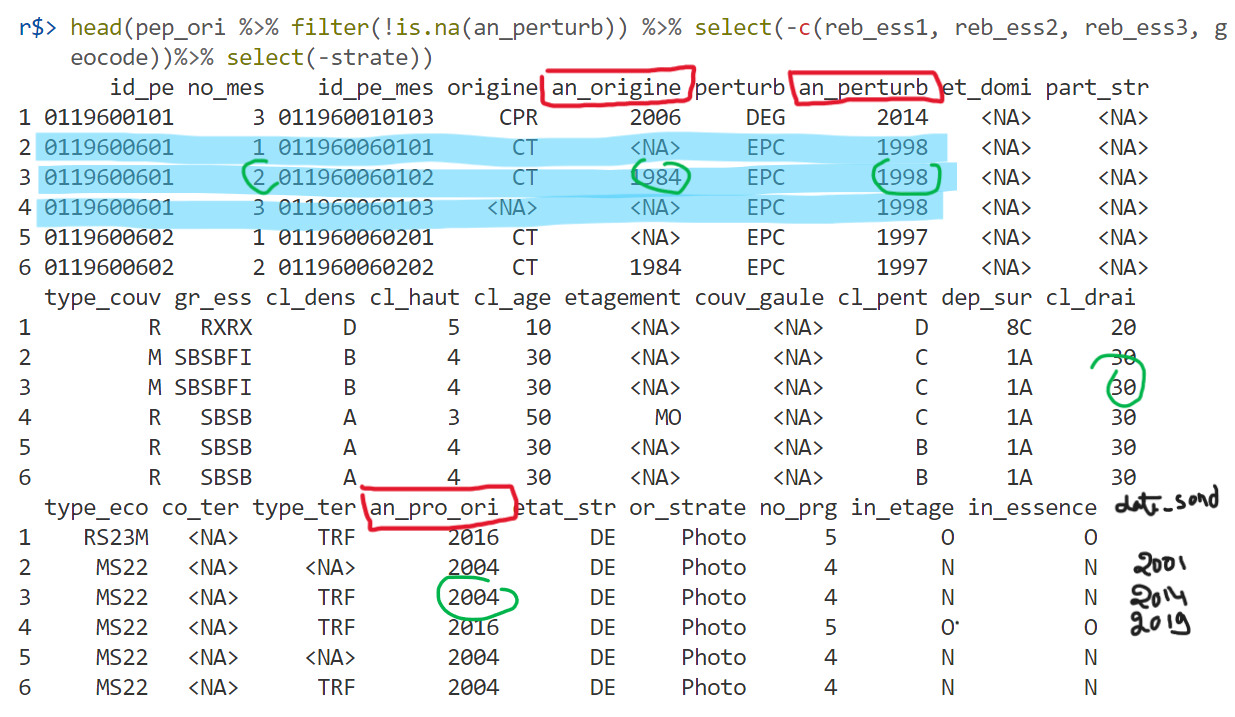 r$> head(pep_ori %>% filter(!is.na(an_perturb)) %>% select(-c(reb_ess1, reb_ess2, reb_ess3, g
eocode))%>% select(-strate))
id_pe no_mes id_pe_mes origine an_origine perturb an_perturb et_domi part_str
1 0119600101 3 011960010103 CPR 2006 DEG 2014 <NA> <NA>
2 0119600601 1 011960060101 CT <NA> EPC 1998 <NA> <NA>
3 0119600601 2 011960060102 CT 1984 EPC 1998 <NA> <NA>
4 0119600601 3 011960060103 <NA> <NA> EPC 1998 <NA> <NA>
5 0119600602 1 011960060201 CT <NA> EPC 1997 <NA> <NA>
6 0119600602 2 011960060202 CT 1984 EPC 1997 <NA> <NA>
type_couv gr_ess cl_dens cl_haut cl_age etagement couv_gaule cl_pent dep_sur cl_drai
1 R RXRX D 5 10 <NA> <NA> D 8C 20
2 M SBSBFI B 4 30 <NA> <NA> C 1A 30
3 M SBSBFI B 4 30 <NA> <NA> C 1A 30
4 R SBSB A 3 50 MO <NA> C 1A 30
5 R SBSB A 4 30 <NA> <NA> B 1A 30
6 R SBSB A 4 30 <NA> <NA> B 1A 30
type_eco co_ter type_ter an_pro_ori etat_str or_strate no_prg in_etage in_essence date_sond
1 RS23M <NA> TRF 2016 DE Photo 5 O O
2 MS22 <NA> <NA> 2004 DE Photo 4 N N 2001
3 MS22 <NA> TRF 2004 DE Photo 4 N N 2014
4 MS22 <NA> TRF 2016 DE Photo 5 O O 2019
5 MS22 <NA> <NA> 2004 DE Photo 4 N N
6 MS22 <NA> TRF 2004 DE Photo 4 N N